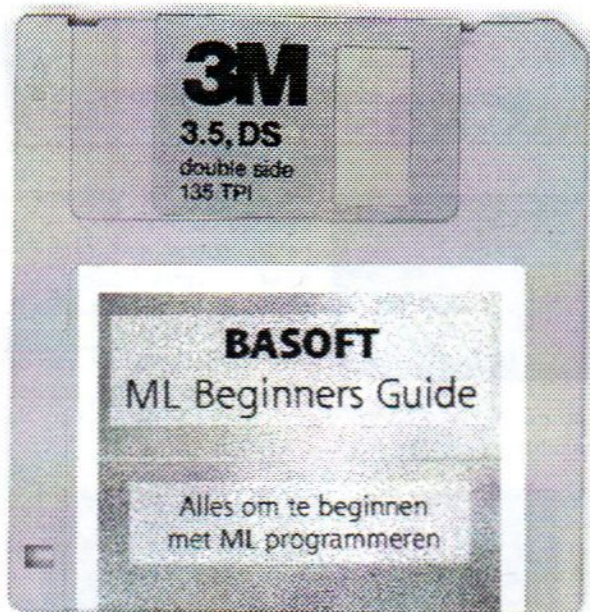 3M
3.5, DS
double side
135 TPI
BASOFT
ML Beginners Guide
Alles om te beginnen
met ML programmeren